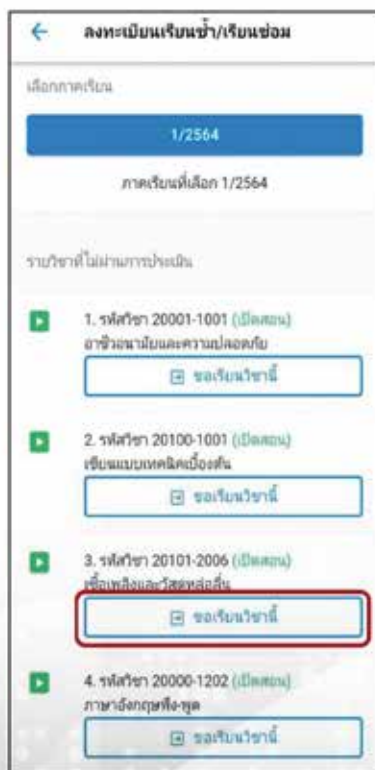 ลงทะเบียนเรียนซ้ำ/เรียนซ่อม
เลือกภาคเรียน
1/2564
ภาคเรียนที่เลือก 1/2564
รายวิชาที่ไม่ผ่านการประเมิน
1. รหัสวิชา 20001-1001 (เปิดสอน)
อาชีวอนามัยและความปลอดภัย
ขอเรียนวิชานี้
2. รหัสวิชา 20100-1001 (เปิดสอน)
เขียนแบบเทคนิคเบื้องต้น
ขอเรียนวิชานี้
3. รหัสวิชา 20101-2006 (เปิดสอน)
เชื้อเพลิงและวัสดุหล่อลื่น
ขอเรียนวิชานี้
4. รหัสวิชา 20000-1202 (เปิดสอน)
ภาษาอังกฤษฟัง-พูด
ขอเรียนวิชานี้